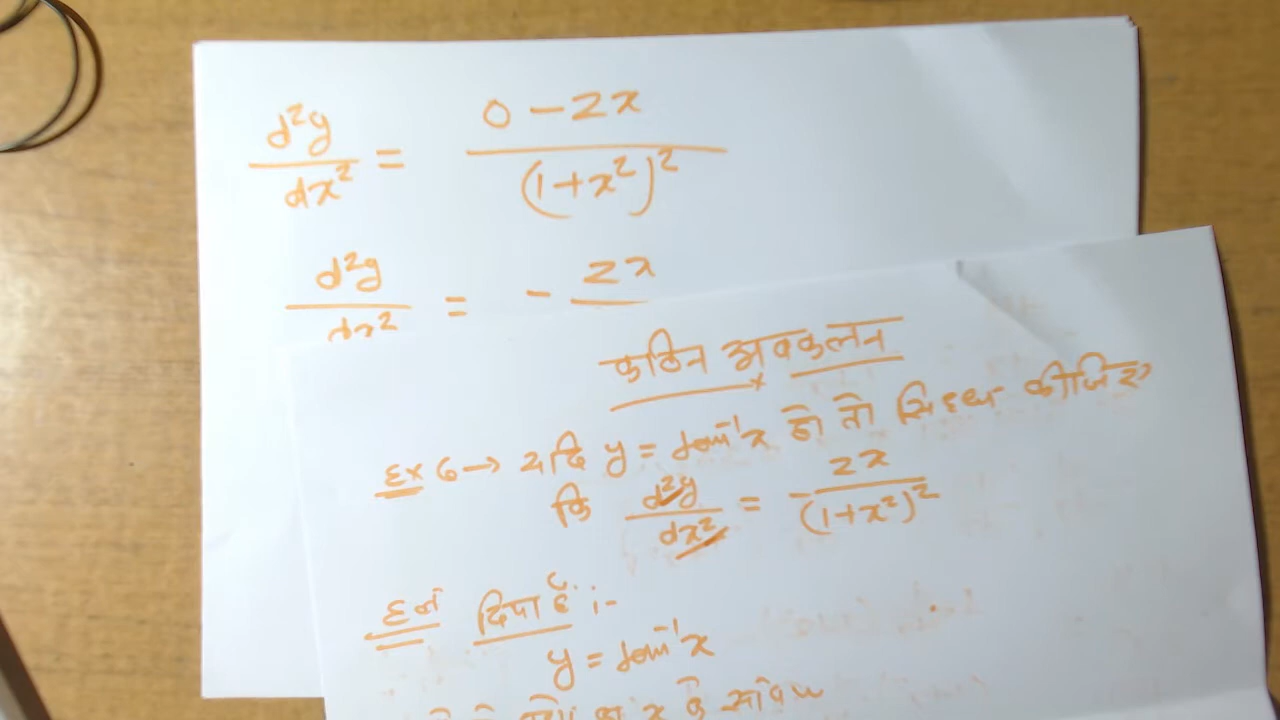 d²y/dx² = 0 - 2x/(1+x²)²
d²y/dx² = - 2x
कठिन अवकलन
Ex 6 → यदि y = tan⁻¹x हो तो सिद्ध कीजिए
कि d²y/dx² = - 2x/(1+x²)²
हल दिया है :-
y = tan⁻¹x
का x के सापेक्ष